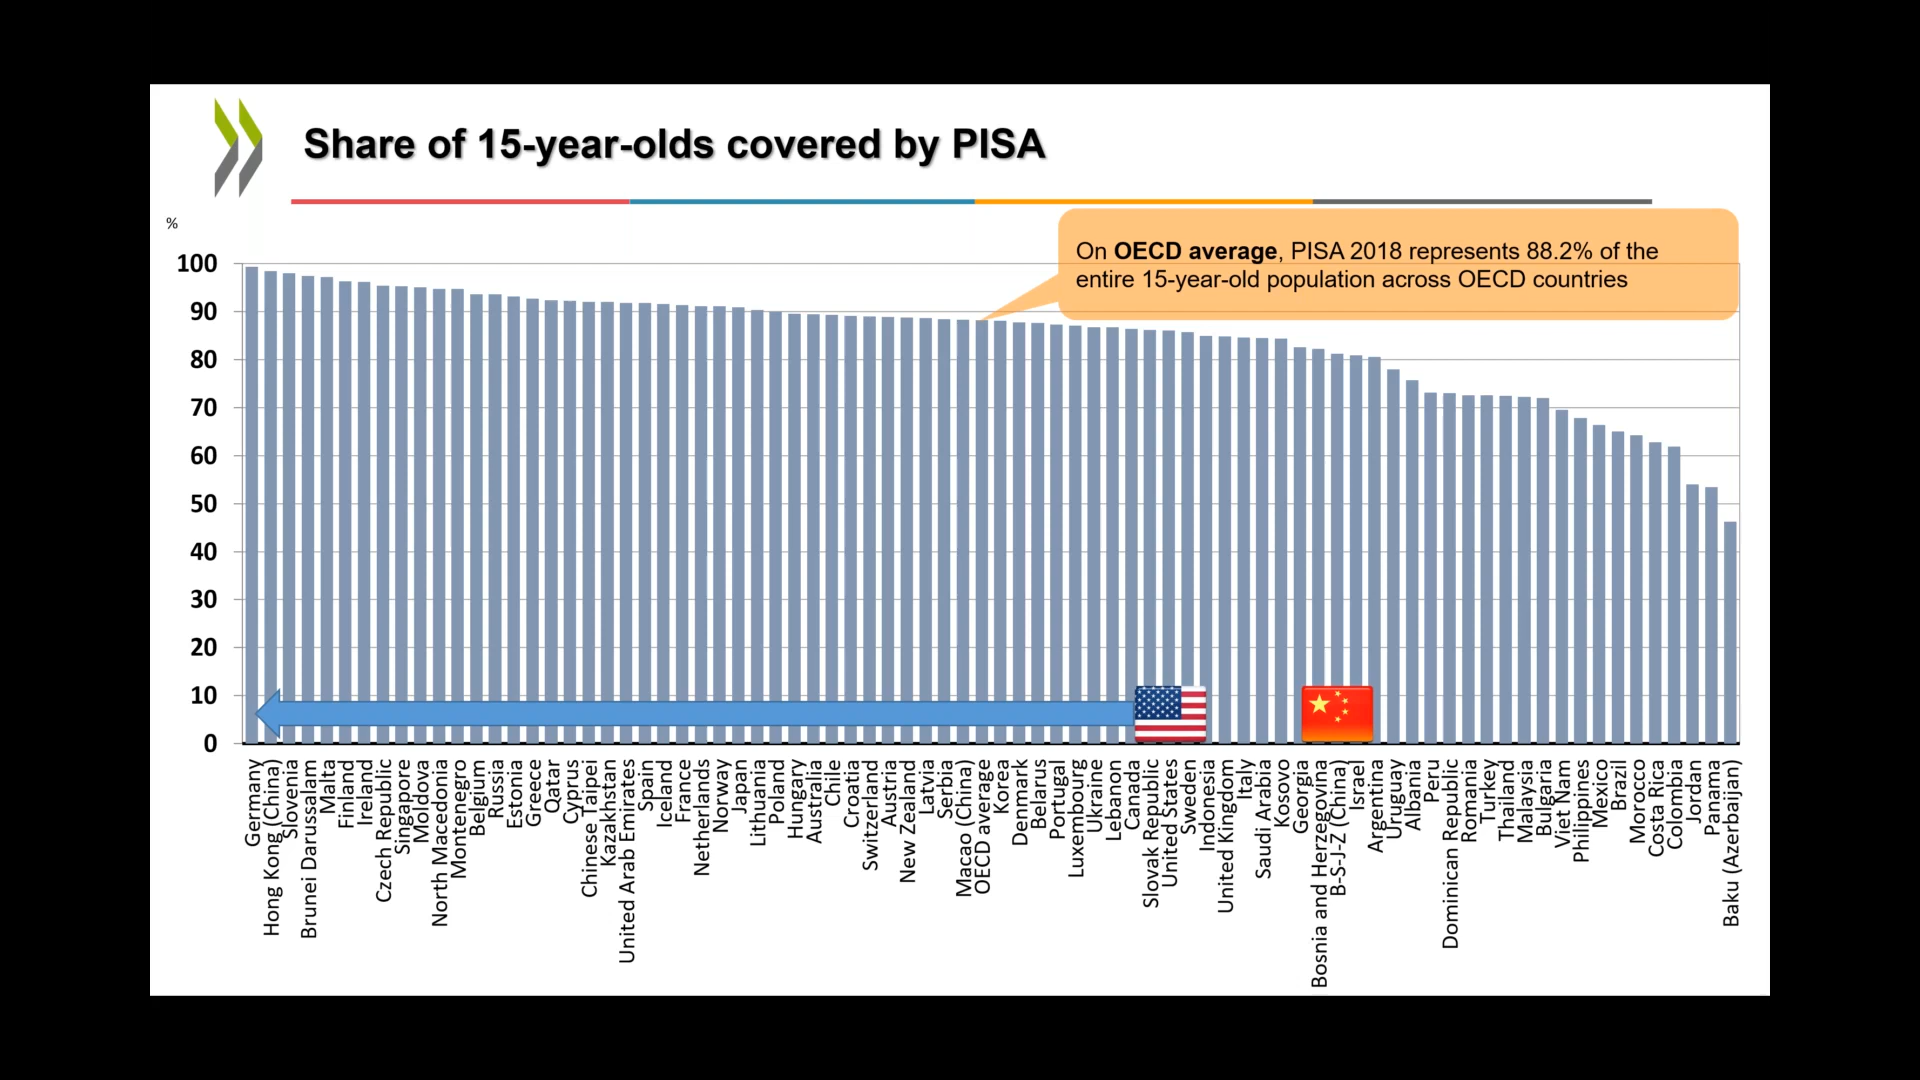 Share of 15-year-olds covered by PISA
%
On OECD average, PISA 2018 represents 88.2% of the
entire 15-year-old population across OECD countries
100
90
80
70
60
50
40
30
20
10
0
Germany
Hong Kong (China)
Slovenia
Brunei Darussalam
Malta
Finland
Ireland
Czech Republic
Singapore
Moldova
North Macedonia
Montenegro
Belgium
Russia
Estonia
Greece
Qatar
Cyprus
Chinese Taipei
Kazakhstan
United Arab Emirates
Spain
Iceland
France
Netherlands
Norway
Japan
Lithuania
Poland
Hungary
Australia
Chile
Croatia
Switzerland
Austria
New Zealand
Latvia
Serbia
Macao (China)
OECD average
Korea
Denmark
Belarus
Portugal
Luxembourg
Ukraine
Lebanon
Canada
Slovak Republic
United States
Sweden
Indonesia
United Kingdom
Italy
Saudi Arabia
Kosovo
Georgia
Bosnia and Herzegovina
B-S-J-Z (China)
Israel
Argentina
Uruguay
Albania
Peru
Dominican Republic
Romania
Turkey
Thailand
Malaysia
Bulgaria
Viet Nam
Philippines
Mexico
Brazil
Morocco
Costa Rica
Colombia
Jordan
Panama
Baku (Azerbaijan)